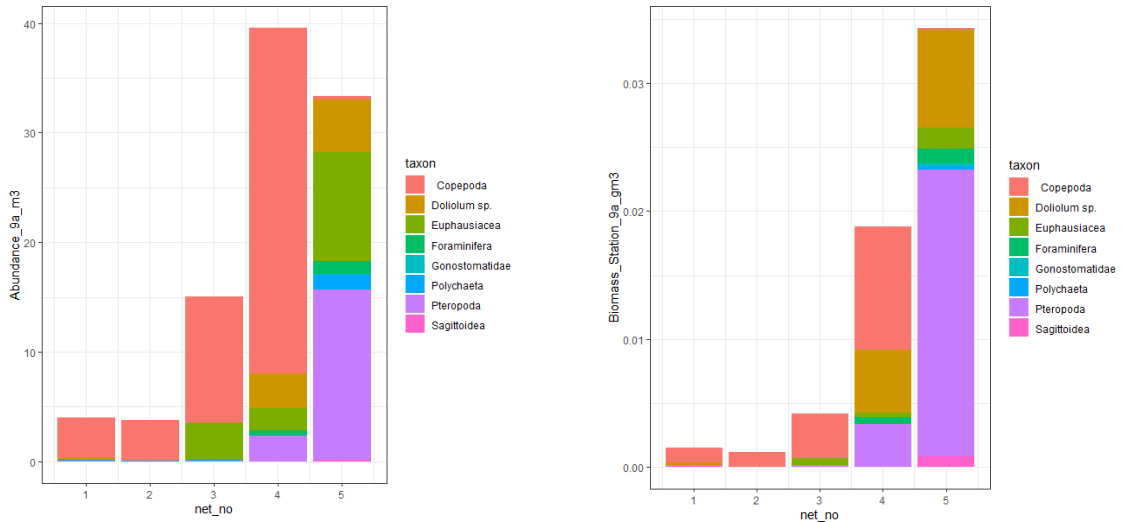 Abundance_9a_m3
40
30
20
10
0
1 2 3 4 5
net_no
taxon
Copepoda
Doliolum sp.
Euphausiacea
Foraminifera
Gonostomatidae
Polychaeta
Pteropoda
Sagittoidea
Biomass_Station_9a_gm3
0.03
0.02
0.01
0.00
1 2 3 4 5
net_no
taxon
Copepoda
Doliolum sp.
Euphausiacea
Foraminifera
Gonostomatidae
Polychaeta
Pteropoda
Sagittoidea